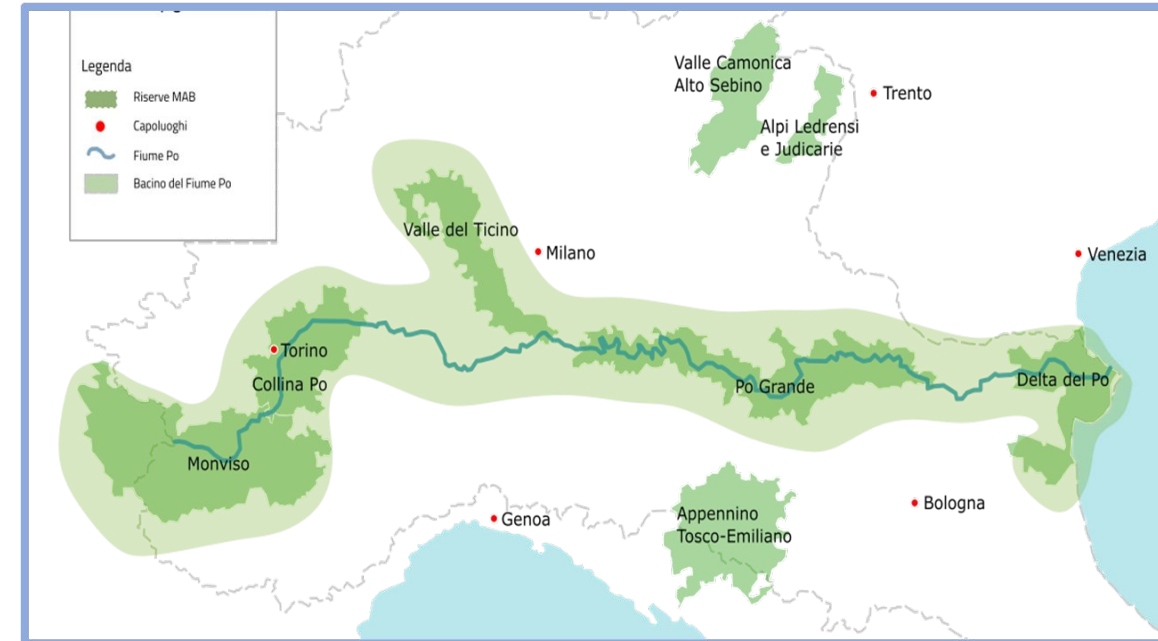 Legenda
Riserve MAB
Capoluoghi
Fiume Po
Bacino del Fiume Po
Valle Camonica
Alto Sebino
Trento
Alpi Ledrensi
e Judicarie
Valle del Ticino
Milano
Venezia
Torino
Collina Po
Po Grande
Delta del Po
Monviso
Genoa
Appennino
Tosco-Emiliano
Bologna